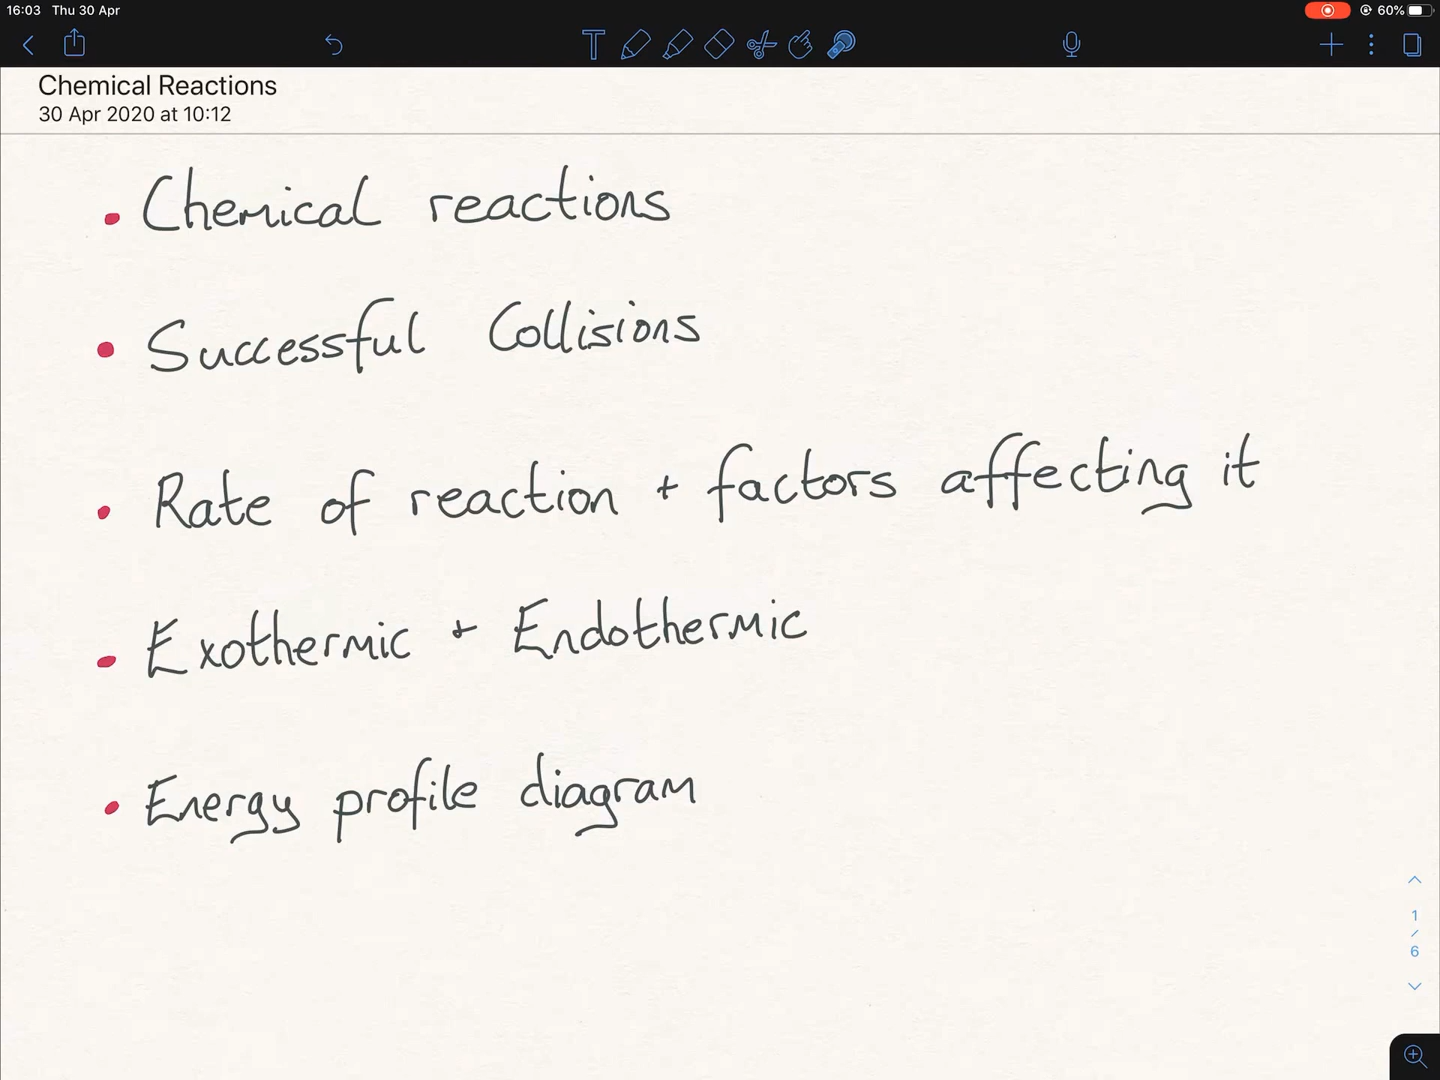 16:03 Thu 30 Apr
60%
Chemical Reactions
30 Apr 2020 at 10:12
• Chemical reactions
• Successful Collisions
• Rate of reaction + factors affecting it
• Exothermic + Endothermic
• Energy profile diagram
1
/
6